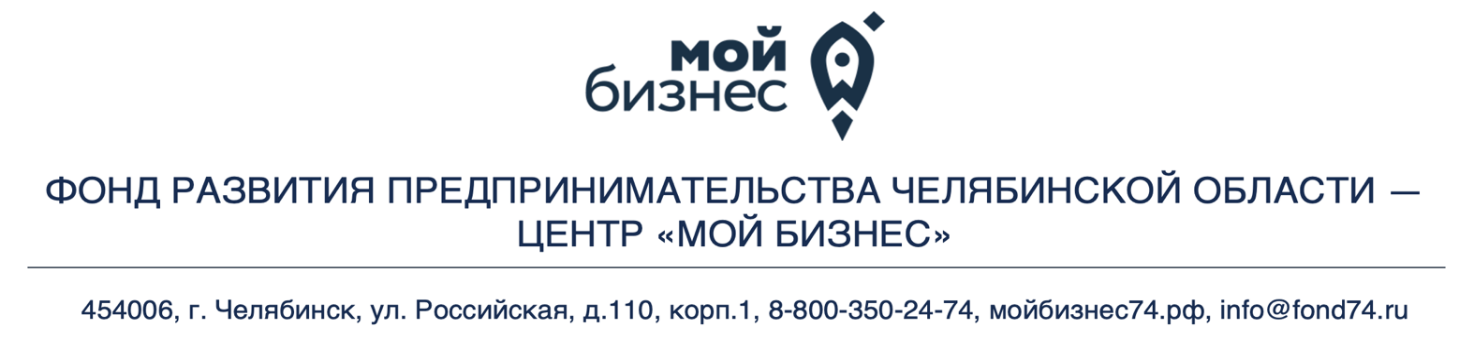 мой
бизнес
ФОНД РАЗВИТИЯ ПРЕДПРИНИМАТЕЛЬСТВА ЧЕЛЯБИНСКОЙ ОБЛАСТИ —
ЦЕНТР «МОЙ БИЗНЕС»
454006, г. Челябинск, ул. Российская, д.110, корп.1, 8-800-350-24-74, мойбизнес74.рф, info@fond74.ru